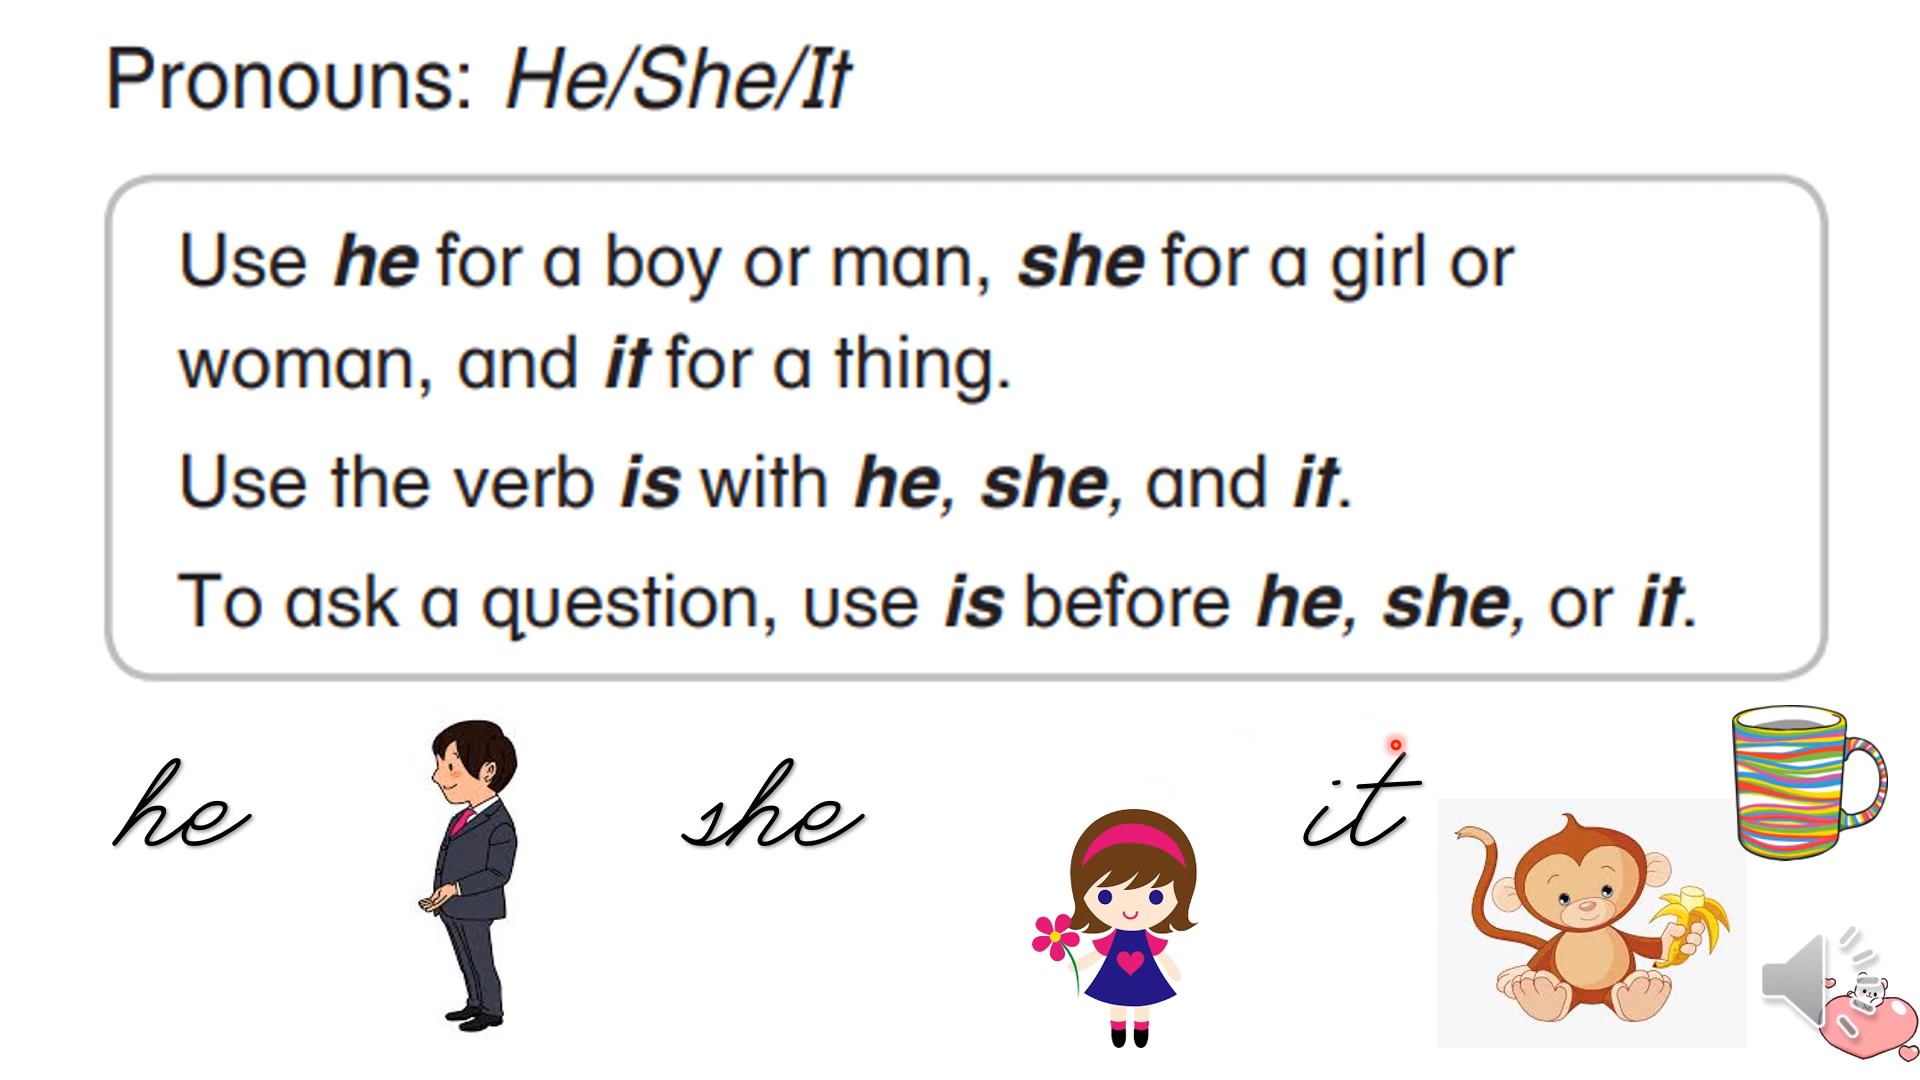 Pronouns: He/She/It
Use he for a boy or man, she for a girl or
woman, and it for a thing.
Use the verb is with he, she, and it.
To ask a question, use is before he, she, or it.
he she it